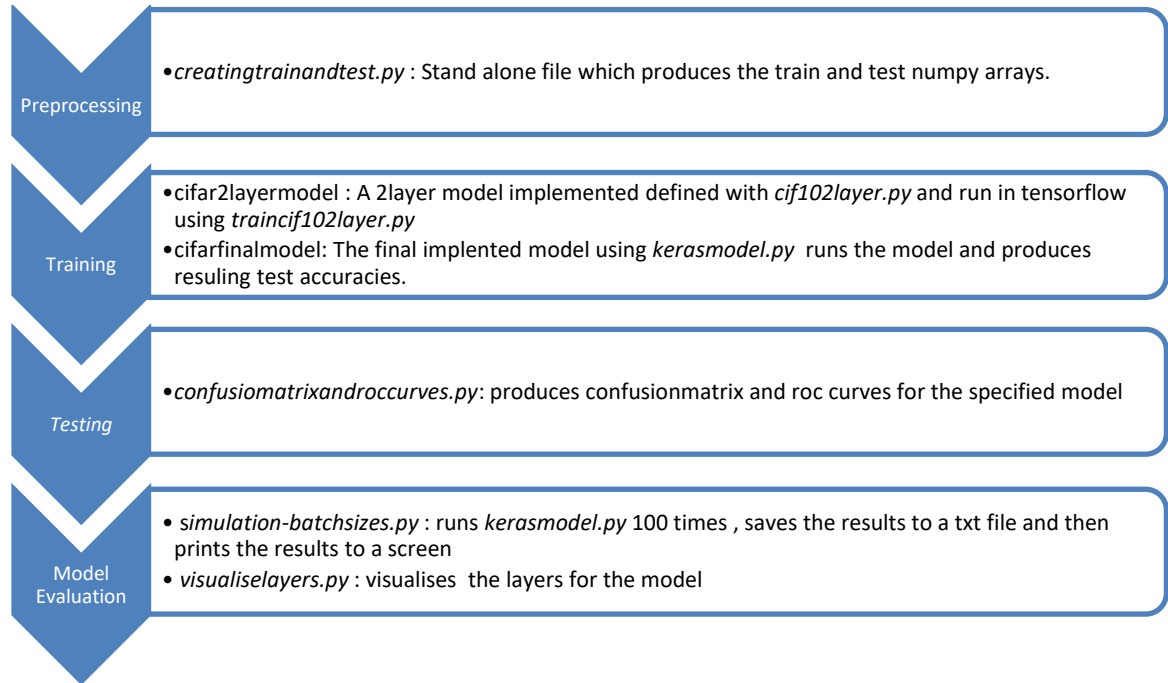 Preprocessing
•creatingtrainandtest.py : Stand alone file which produces the train and test numpy arrays.
Training
•cifar2layermodel : A 2layer model implemented defined with cif102layer.py and run in tensorflow
using traincif102layer.py
•cifarfinalmodel: The final implented model using kerasmodel.py runs the model and produces
resuling test accuracies.
Testing
•confusiomatrixandroccurves.py: produces confusionmatrix and roc curves for the specified model
Model
Evaluation
• simulation-batchsizes.py : runs kerasmodel.py 100 times , saves the results to a txt file and then
prints the results to a screen
• visualiselayers.py : visualises the layers for the model